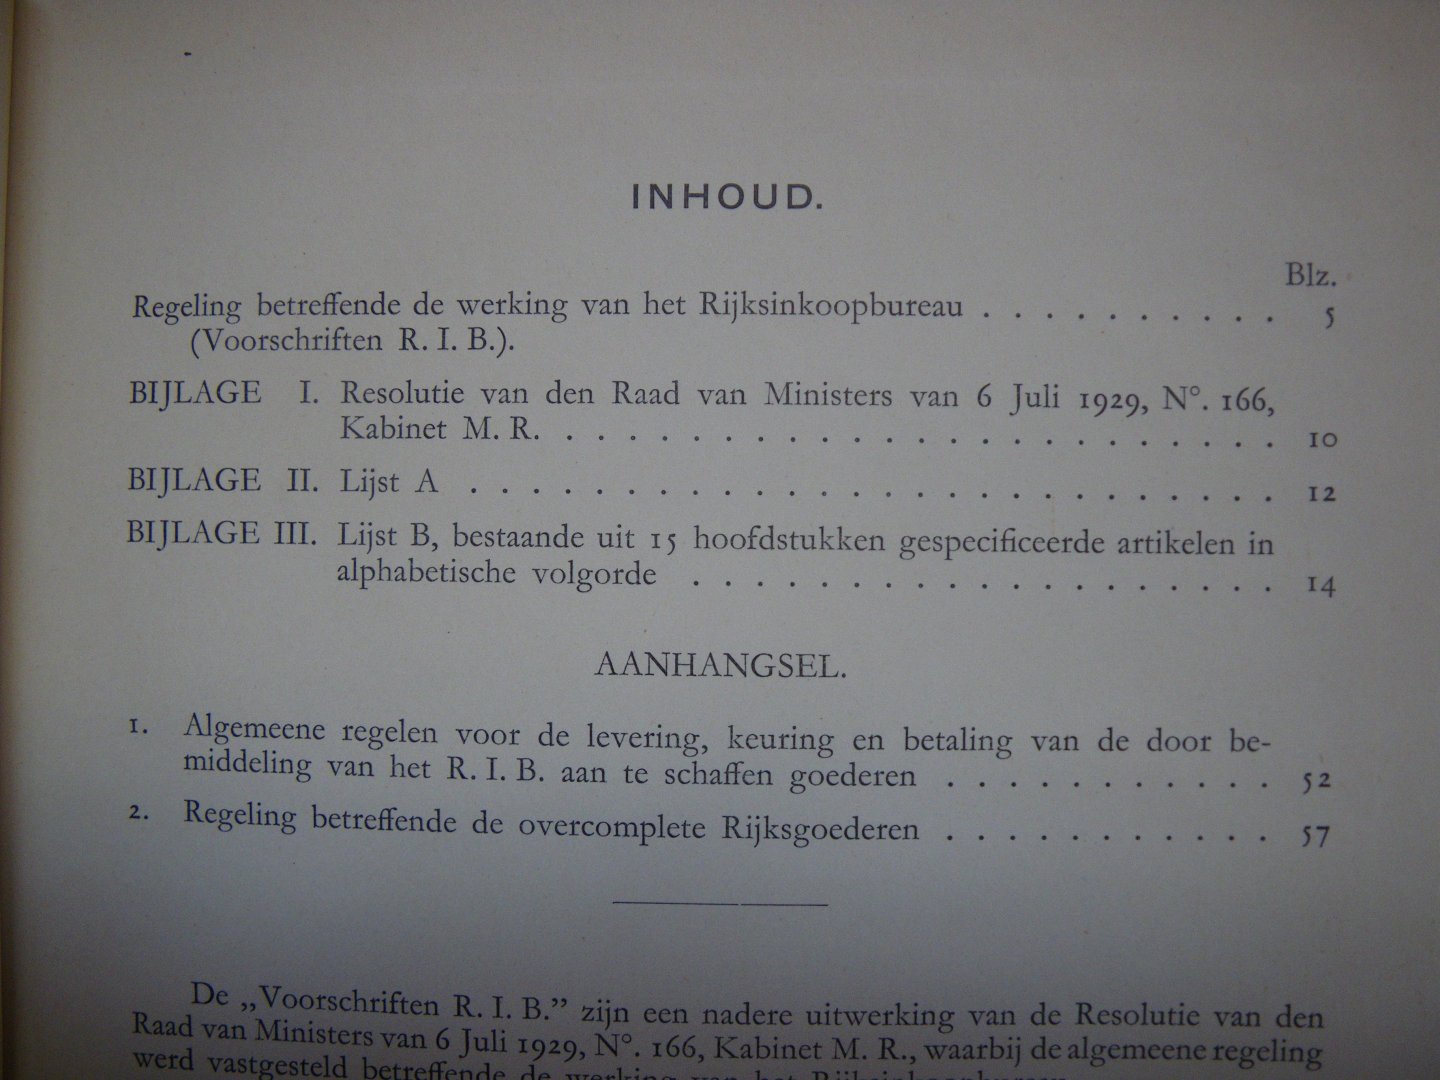 INHOUD.
Blz.
Regeling betreffende de werking van het Rijksinkoopbureau . . . . . . . . . . 5
(Voorschriften R. I. B.).
BIJLAGE I. Resolutie van den Raad van Ministers van 6 Juli 1929, N°. 166,
Kabinet M. R. . . . . . . . . . . . . . . . . . . . . . . . 10
BIJLAGE II. Lijst A . . . . . . . . . . . . . . . . . . . . . . . . . . 12
BIJLAGE III. Lijst B, bestaande uit 15 hoofdstukken gespecificeerde artikelen in
alphabetische volgorde . . . . . . . . . . . . . . . . . . . 14
AANHANGSEL.
1. Algemeene regelen voor de levering, keuring en betaling van de door be-
middeling van het R. I. B. aan te schaffen goederen . . . . . . . . . . . 52
2. Regeling betreffende de overcomplete Rijksgoederen . . . . . . . . . . . 57
De „Voorschriften R. I. B.” zijn een nadere uitwerking van de Resolutie van den
Raad van Ministers van 6 Juli 1929, N°. 166, Kabinet M. R., waarbij de algemeene regeling
werd vastgesteld betreffende de werking van het Rijksinkoopbureau